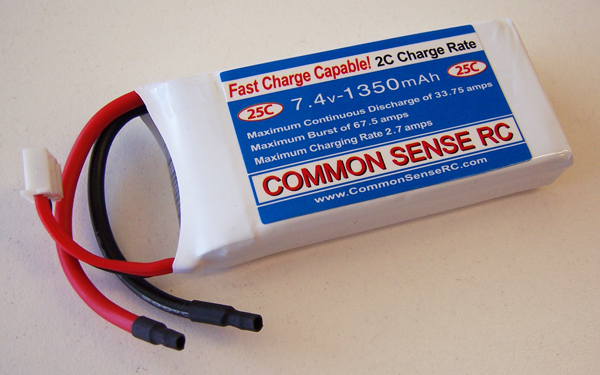 Fast Charge Capable! 2C Charge Rate
25C 7.4v-1350mAh 25C
Maximum Continuous Discharge of 33.75 amps
Maximum Burst of 67.5 amps
Maximum Charging Rate 2.7 amps
COMMON SENSE RC
www.CommonSenseRC.com